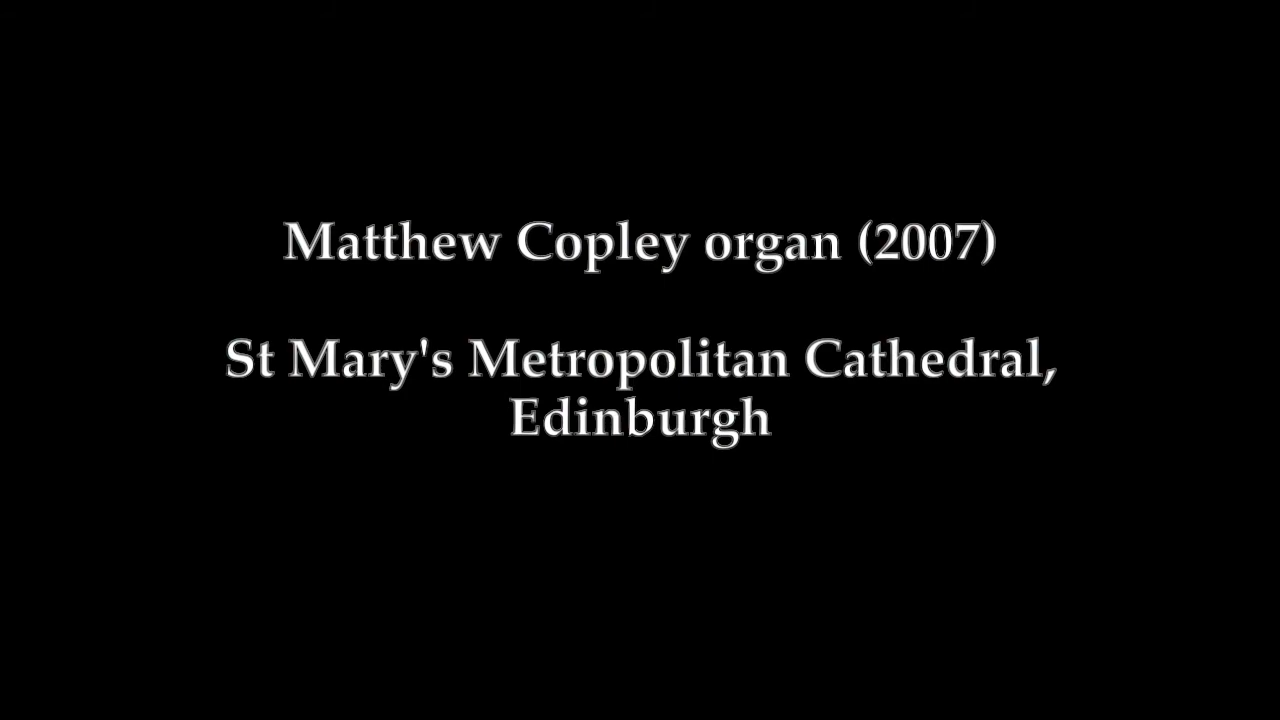 Matthew Copley organ (2007)
St Mary's Metropolitan Cathedral,
Edinburgh